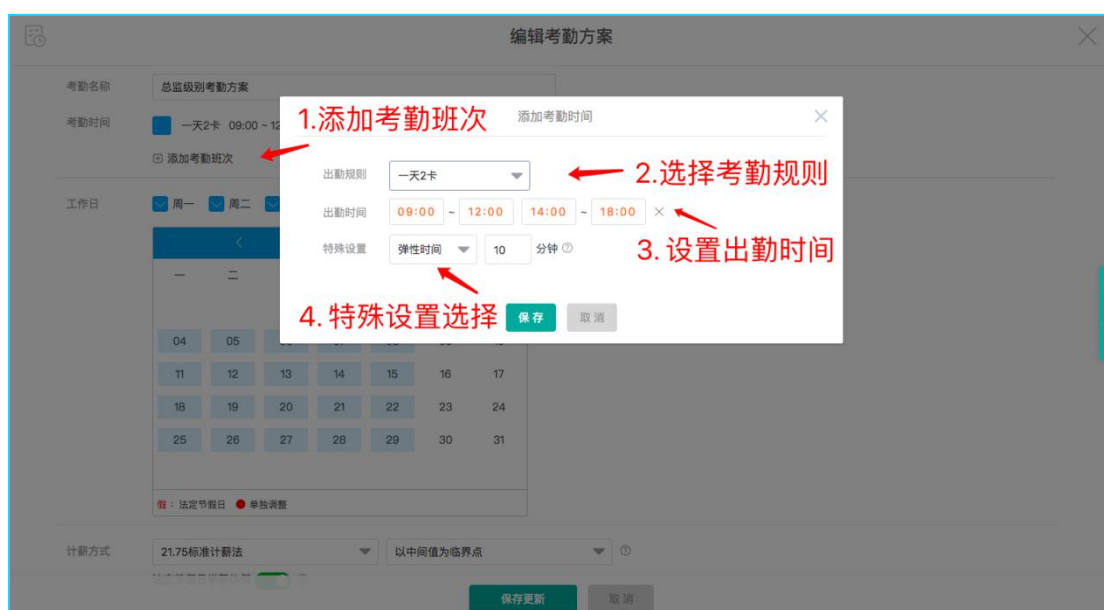 编辑考勤方案
考勤名称 总监级别考勤方案
考勤时间 一天2卡 09:00 ~ 12
1.添加考勤班次
添加考勤时间
添加考勤班次
出勤规则 一天2卡
2.选择考勤规则
工作日 周一 周二
出勤时间 09:00 ~ 12:00 14:00 ~ 18:00
3.设置出勤时间
特殊设置 弹性时间 10 分钟
一 二
4.特殊设置选择
保存 取消
04 05
11 12 13 14 15 16 17
18 19 20 21 22 23 24
25 26 27 28 29 30 31
假：法定节假日 单独调整
计薪方式 21.75标准计薪法 以中间值为临界点
保存更新 取消